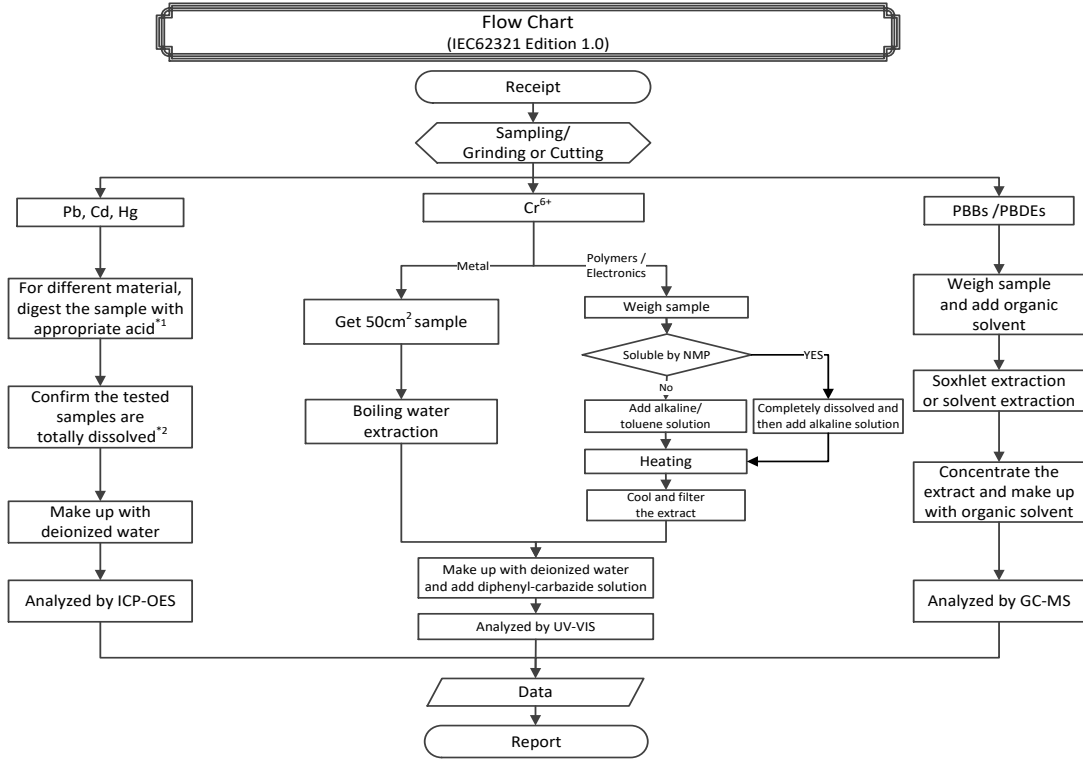 Flow Chart
(IEC62321 Edition 1.0)
Receipt
Sampling/
Grinding or Cutting
Pb, Cd, Hg
For different material,
digest the sample with
appropriate acid*1
Confirm the tested
samples are
totally dissolved*2
Make up with
deionized water
Analyzed by ICP-OES
Cr6+
Metal
Get 50cm2 sample
Boiling water
extraction
Polymers /
Electronics
Weigh sample
Soluble by NMP
YES
No
Add alkaline/
toluene solution
Completely dissolved and
then add alkaline solution
Heating
Cool and filter
the extract
Make up with deionized water
and add diphenyl-carbazide solution
Analyzed by UV-VIS
PBBs /PBDEs
Weigh sample
and add organic
solvent
Soxhlet extraction
or solvent extraction
Concentrate the
extract and make up
with organic solvent
Analyzed by GC-MS
Data
Report